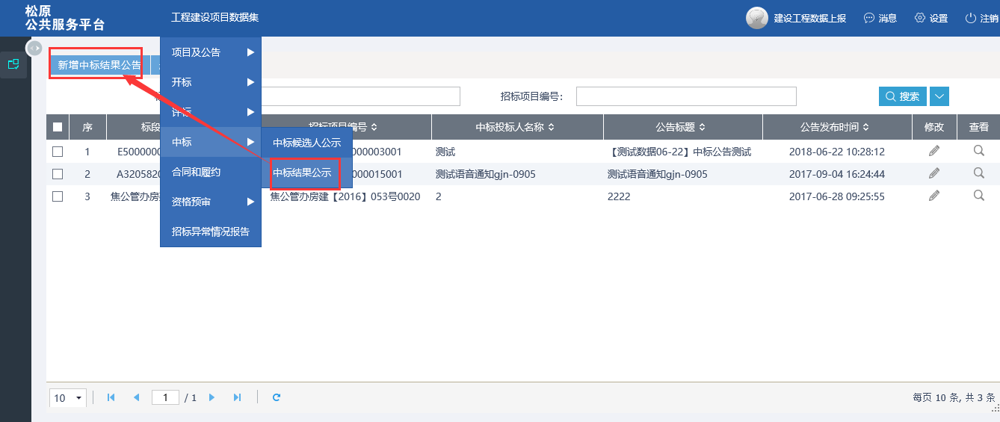 松原
公共服务平台
工程建设项目数据集
建设工程数据上报
消息
设置
注销
项目及公告
开标
评标
中标
合同和履约
资格预审
招标异常情况报告
中标候选人公示
中标结果公示
新增中标结果公告
招标项目编号：
搜索
序 标段 招标项目编号 中标投标人名称 公告标题 公告发布时间 修改 查看
1 E5000000 000003001 测试 【测试数据06-22】中标公告测试 2018-06-22 10:28:12
2 A320582 000015001 测试语音通知gjn-0905 测试语音通知gjn-0905 2017-09-04 16:24:44
3 焦公管办房 焦公管办房建【2016】053号0020 2 2222 2017-06-28 09:25:55
10 1 / 1
每页 10 条, 共 3 条